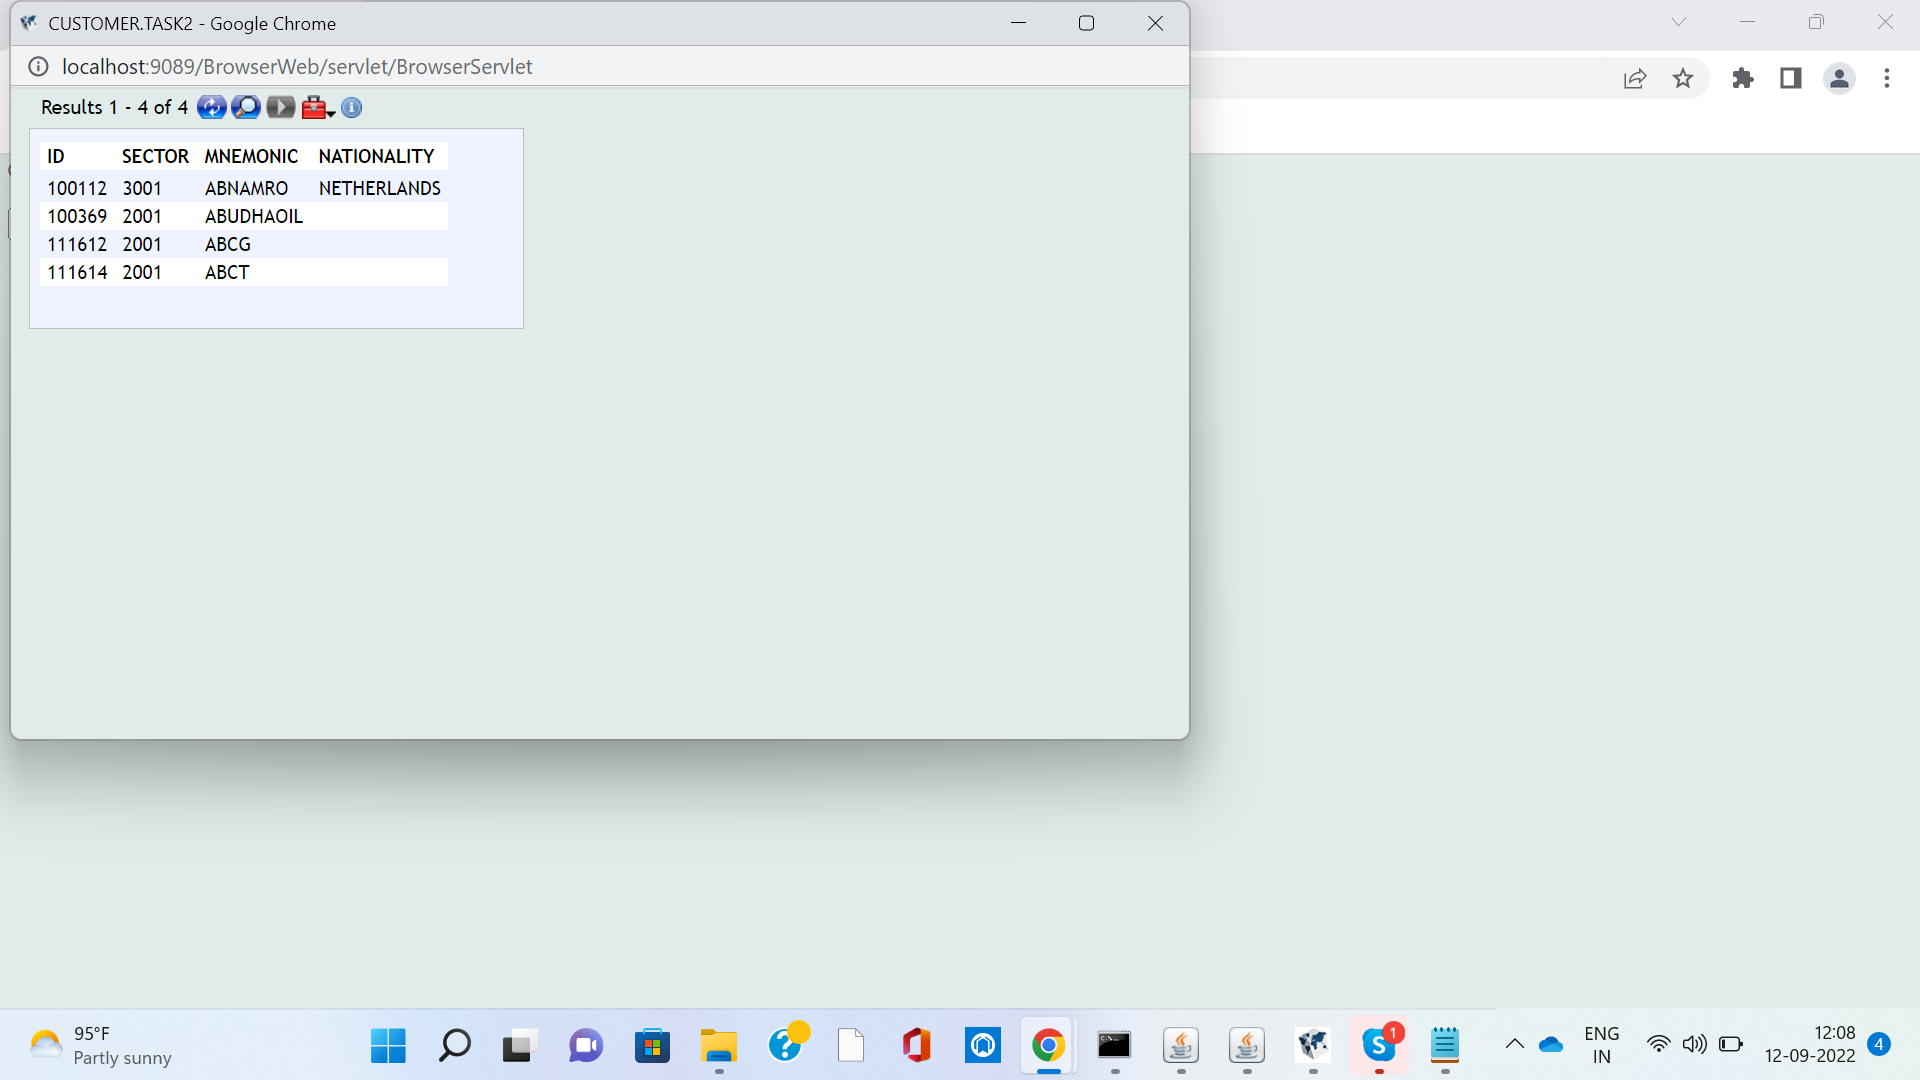 CUSTOMER.TASK2 - Google Chrome
localhost:9089/BrowserWeb/servlet/BrowserServlet
Results 1 - 4 of 4
ID SECTOR MNEMONIC NATIONALITY
100112 3001 ABNAMRO NETHERLANDS
100369 2001 ABUDHAOIL
111612 2001 ABCG
111614 2001 ABCT
95°F
Partly sunny
S 1
ENG
IN
12:08
12-09-2022
4